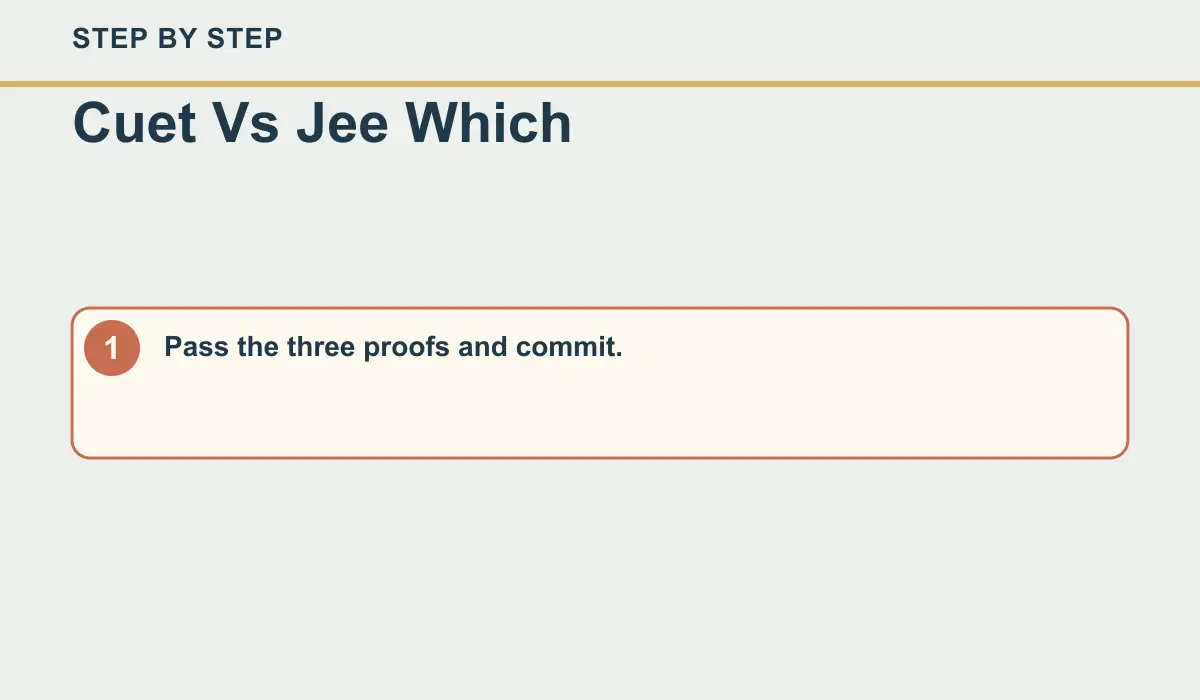 STEP BY STEP
Cuet Vs Jee Which
1 Pass the three proofs and commit.